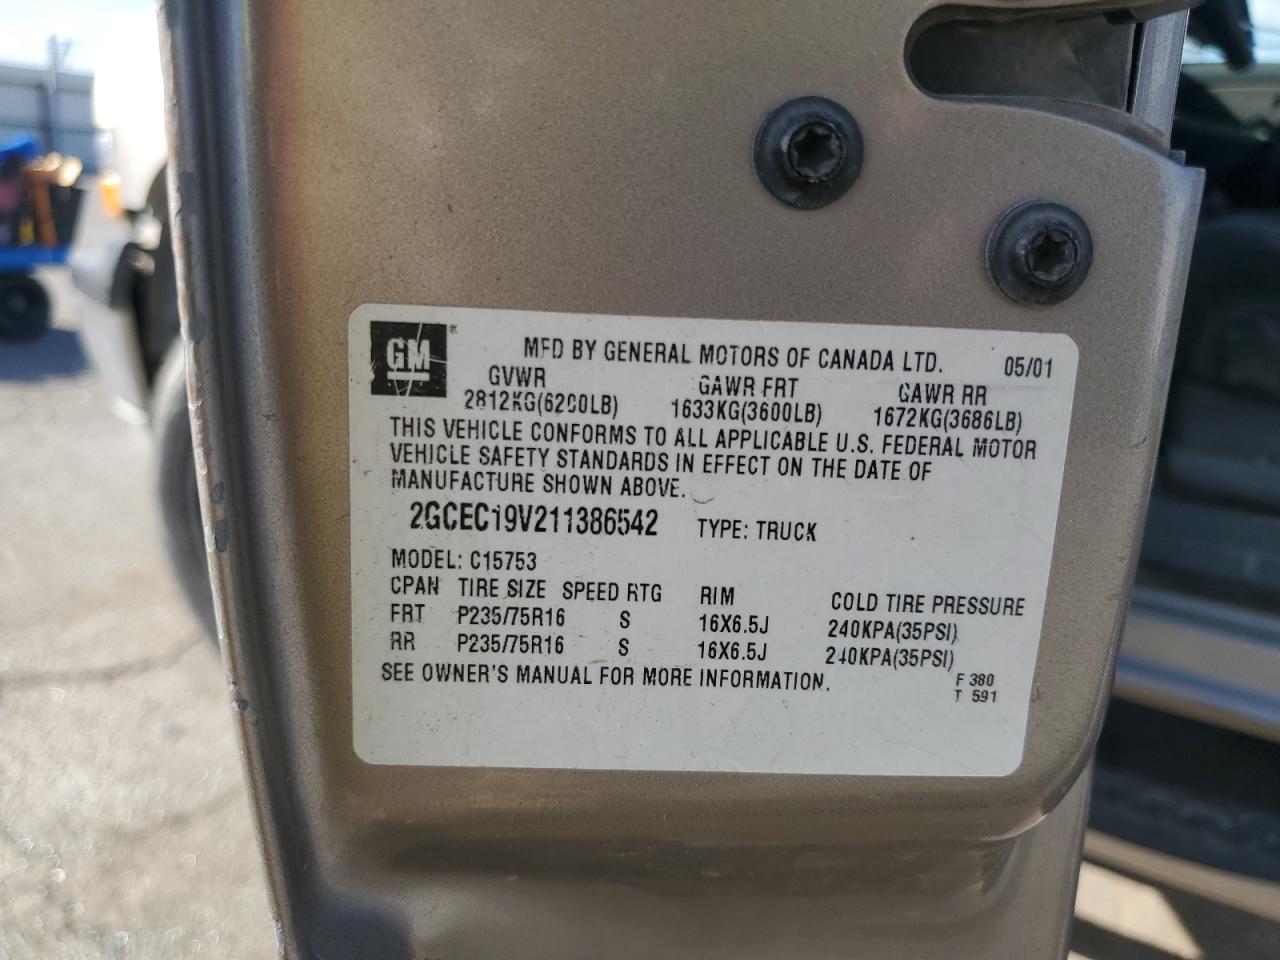 GM®
MFD BY GENERAL MOTORS OF CANADA LTD. 05/01
GVWR GAWR FRT GAWR RR
2812KG(6200LB) 1633KG(3600LB) 1672KG(3686LB)
THIS VEHICLE CONFORMS TO ALL APPLICABLE U.S. FEDERAL MOTOR
VEHICLE SAFETY STANDARDS IN EFFECT ON THE DATE OF
MANUFACTURE SHOWN ABOVE.
2GCEC19V211386542 TYPE: TRUCK
MODEL: C15753
CPAN TIRE SIZE SPEED RTG RIM COLD TIRE PRESSURE
FRT P235/75R16 S 16X6.5J 240KPA(35PSI)
RR P235/75R16 S 16X6.5J 240KPA(35PSI)
SEE OWNER'S MANUAL FOR MORE INFORMATION.
F 380
T 591